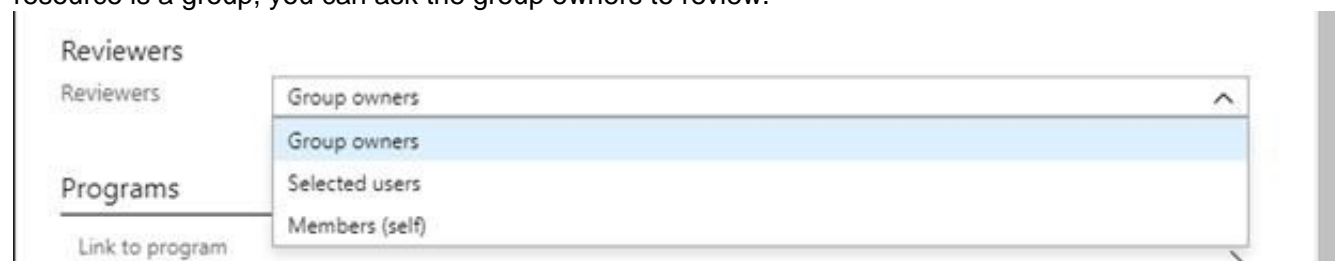 resource is a group, you can ask the group owners to review.
Reviewers
Reviewers
Group owners
Group owners
Selected users
Members (self)
Programs
Link to program